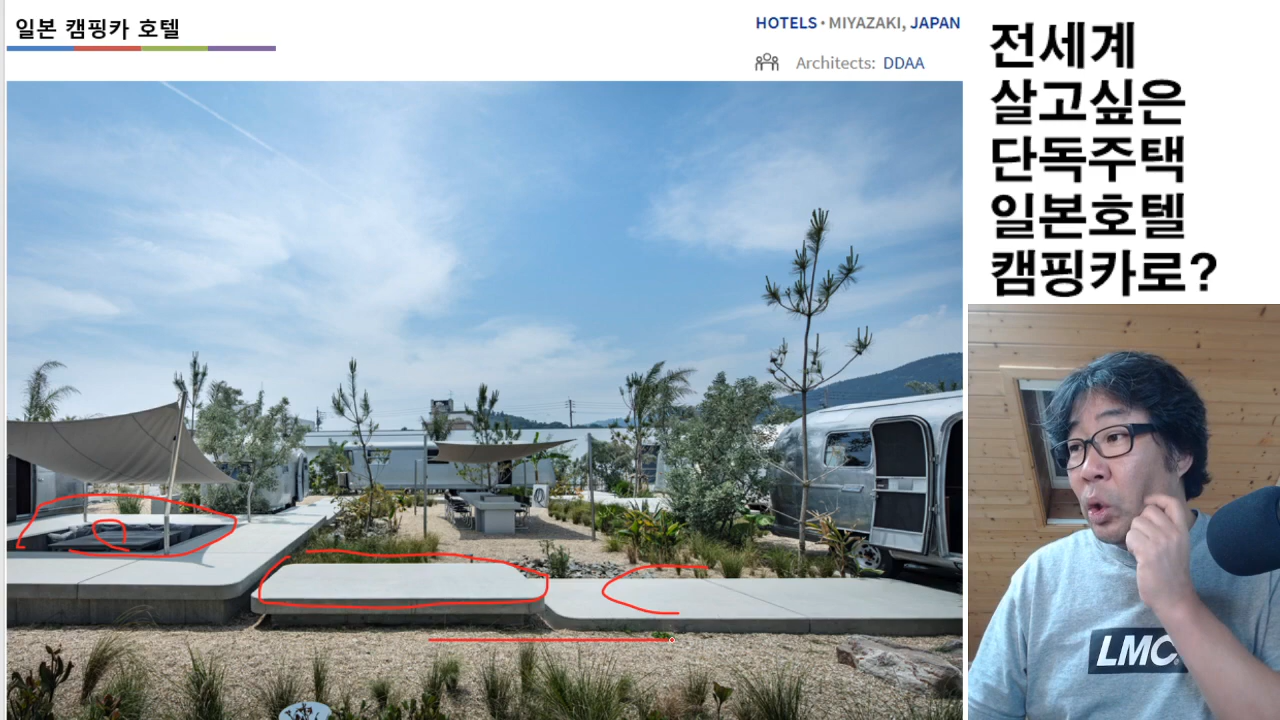 일본 캠핑카 호텔
HOTELS • MIYAZAKI, JAPAN
Architects: DDAA
전세계
살고싶은
단독주택
일본호텔
캠핑카로?
LMC.